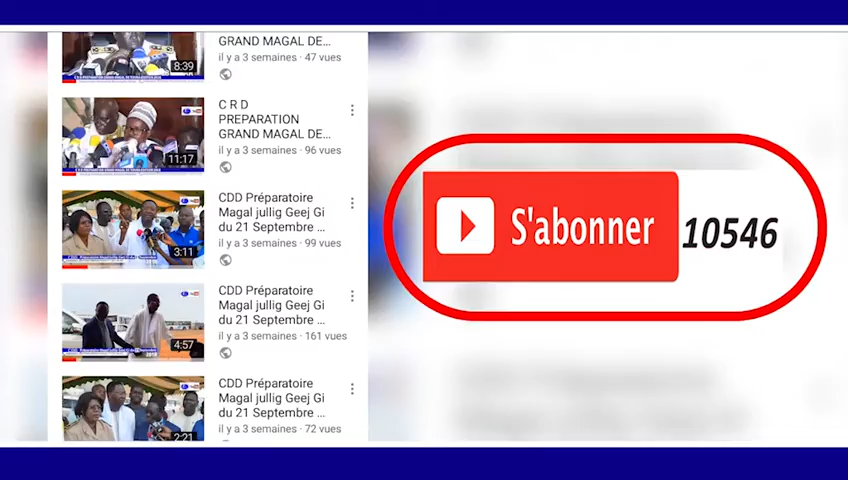 GRAND MAGAL DE...
il y a 3 semaines · 47 vues
8:39
C R D
PREPARATION
GRAND MAGAL DE...
il y a 3 semaines · 96 vues
11:17
CDD Préparatoire
Magal jullig Geej Gi
du 21 Septembre ...
il y a 3 semaines · 99 vues
3:11
CDD Préparatoire
Magal jullig Geej Gi
du 21 Septembre ...
il y a 3 semaines · 161 vues
4:57
CDD Préparatoire
Magal jullig Geej Gi
du 21 Septembre ...
il y a 3 semaines · 72 vues
2:21
S'abonner
10546